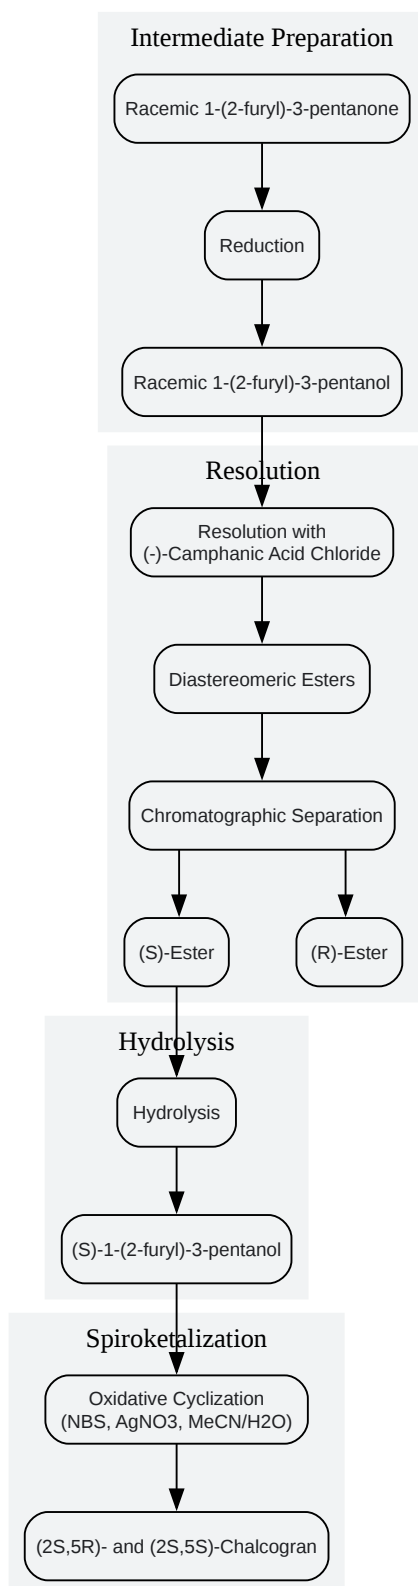 Intermediate Preparation
Racemic 1-(2-furyl)-3-pentanone
Reduction
Racemic 1-(2-furyl)-3-pentanol
Resolution
Resolution with
(-)-Camphanic Acid Chloride
Diastereomeric Esters
Chromatographic Separation
(S)-Ester
(R)-Ester
Hydrolysis
Hydrolysis
(S)-1-(2-furyl)-3-pentanol
Spiroketalization
Oxidative Cyclization
(NBS, AgNO3, MeCN/H2O)
(2S,5R)- and (2S,5S)-Chalcogran